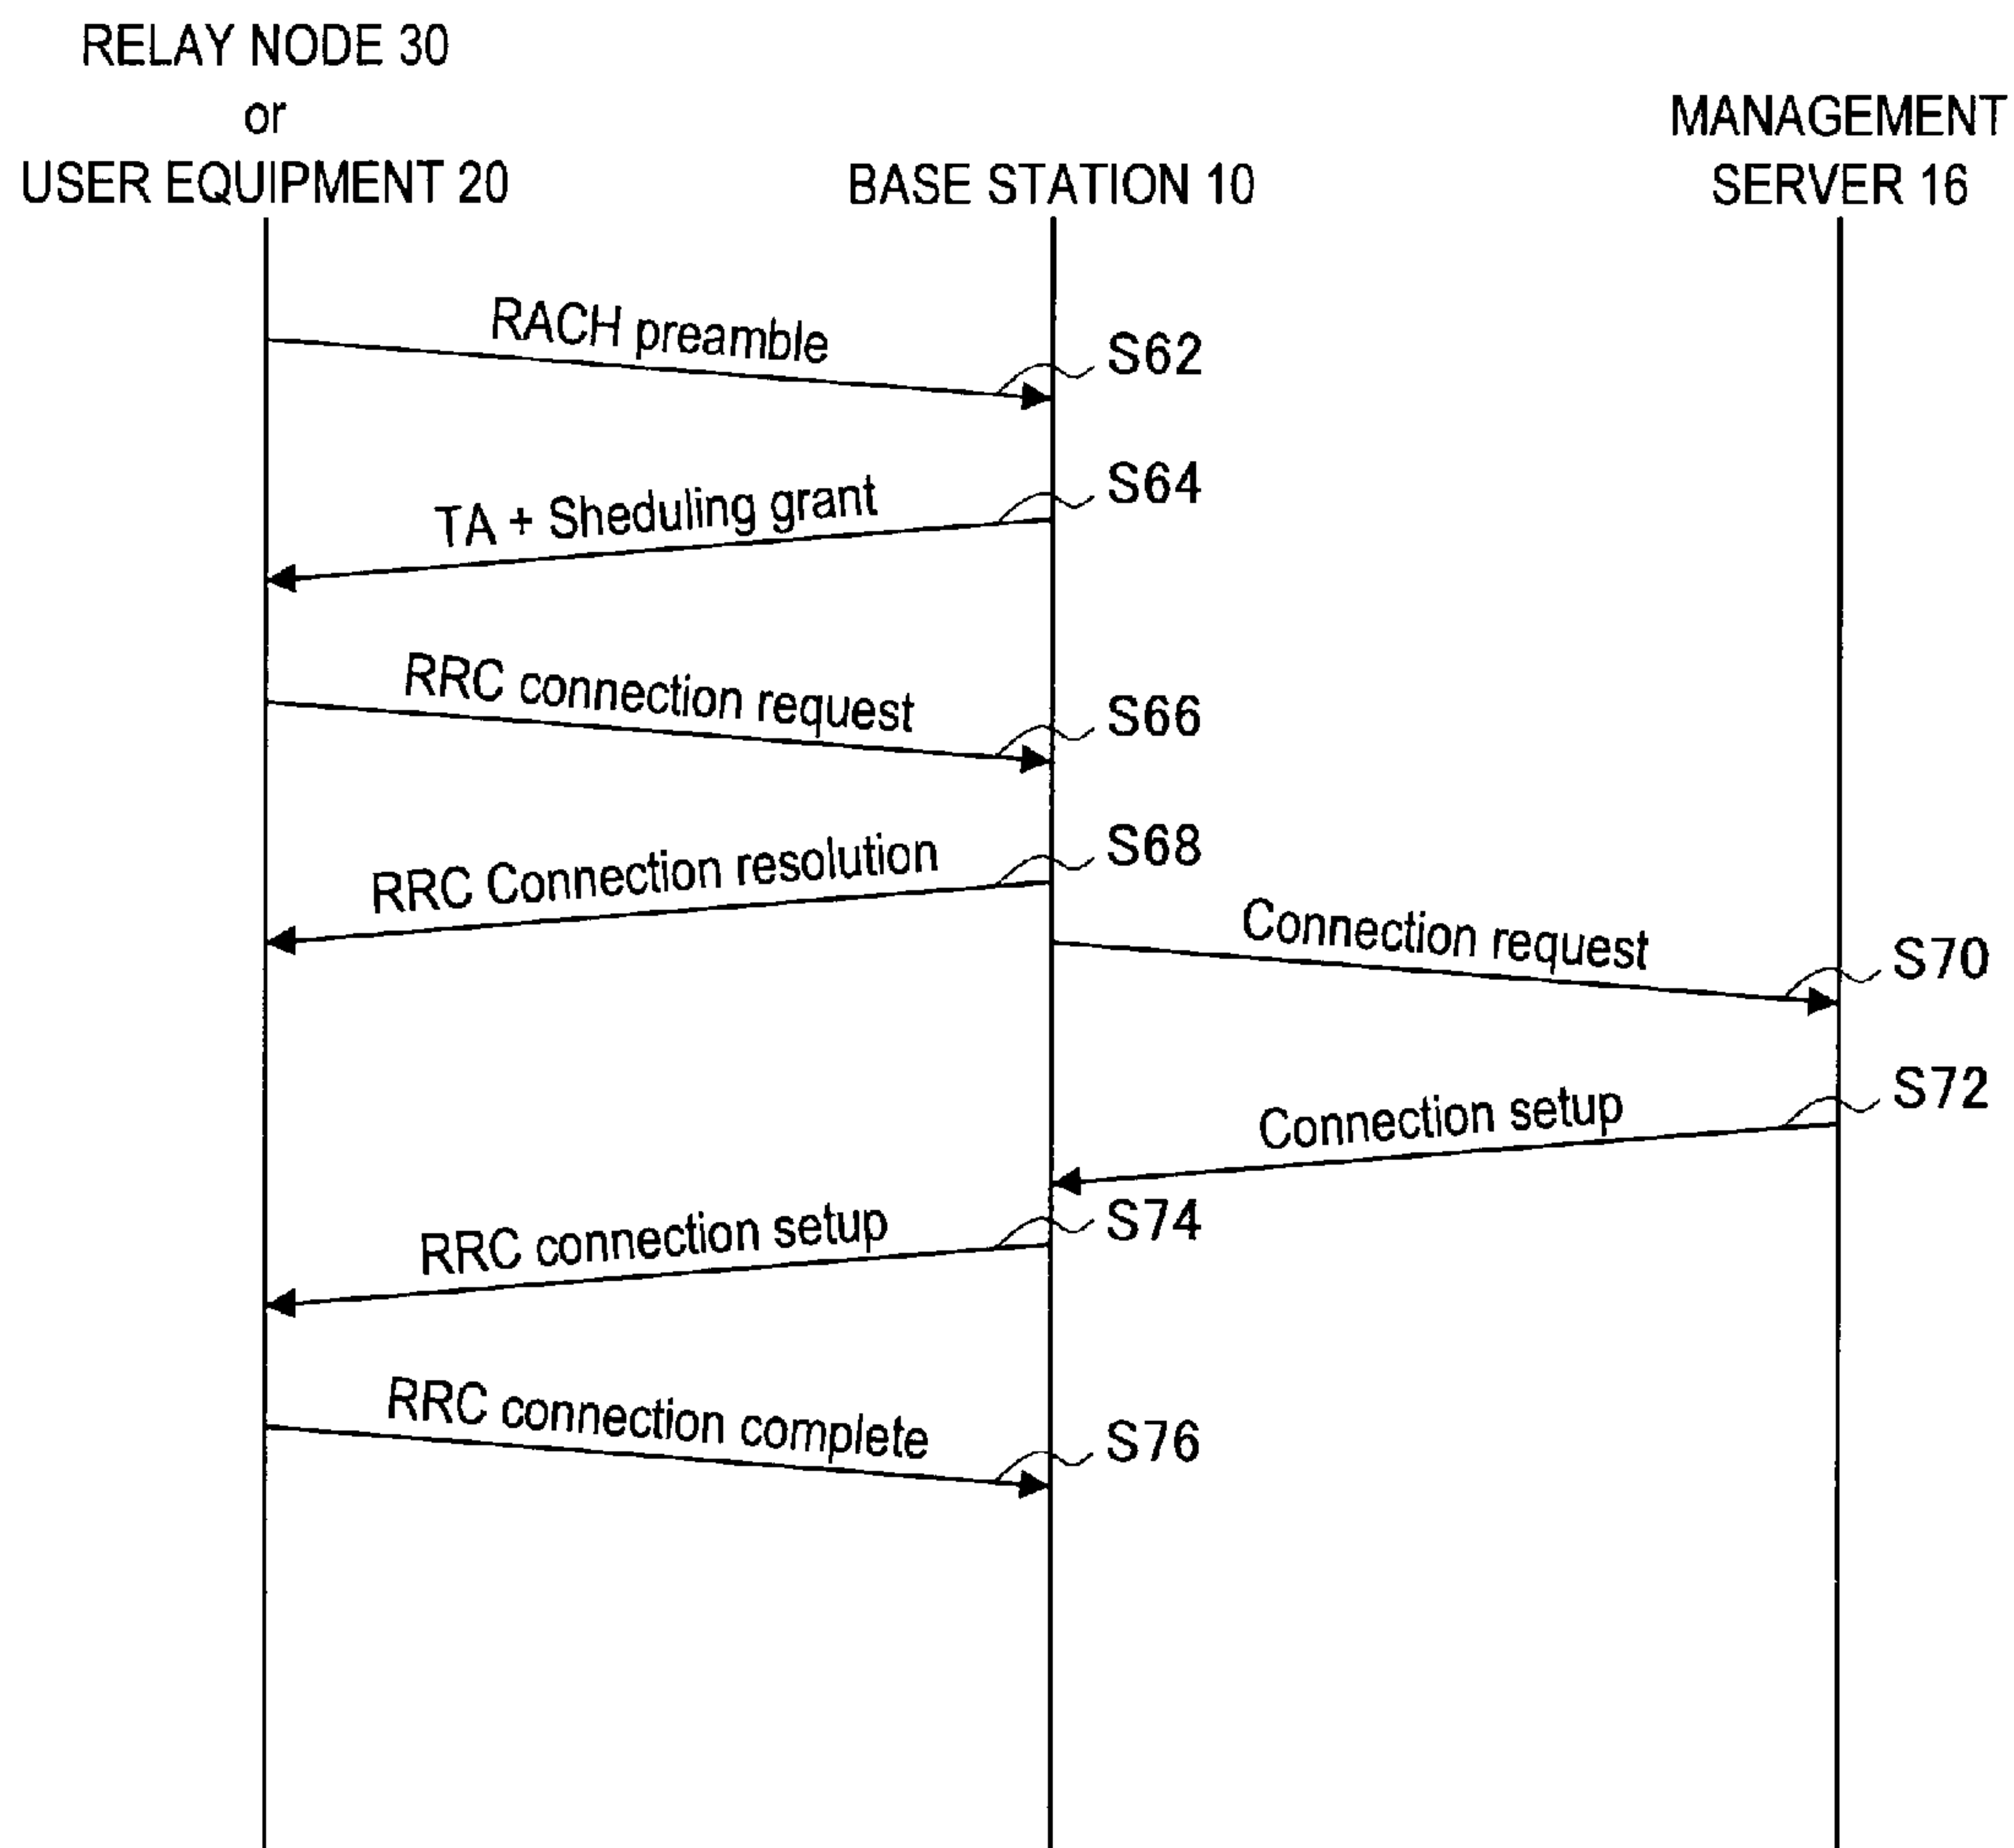 RELAY NODE 30
or
USER EQUIPMENT 20
BASE STATION 10
MANAGEMENT
SERVER 16
RACH preamble
S62
TA + Sheduling grant
S64
RRC connection request
S66
RRC Connection resolution
S68
Connection request
S70
Connection setup
S72
RRC connection setup
S74
RRC connection complete
S76